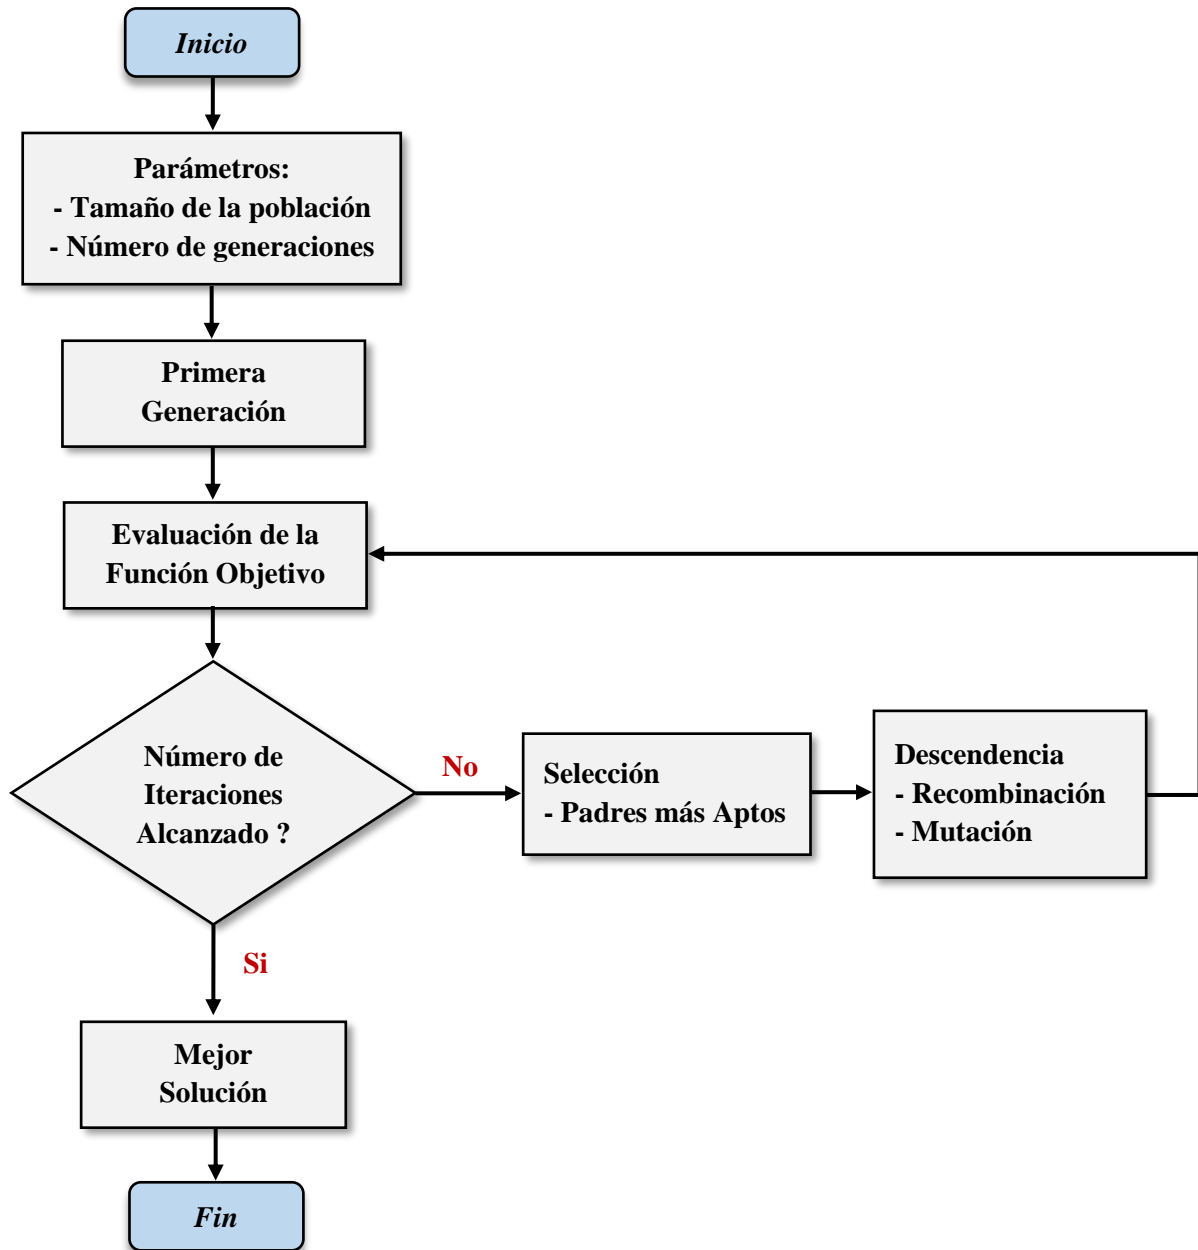 Inicio
Parámetros:
- Tamaño de la población
- Número de generaciones
Primera
Generación
Evaluación de la
Función Objetivo
Número de
Iteraciones
Alcanzado ?
No
Selección
- Padres más Aptos
Descendencia
- Recombinación
- Mutación
Si
Mejor
Solución
Fin